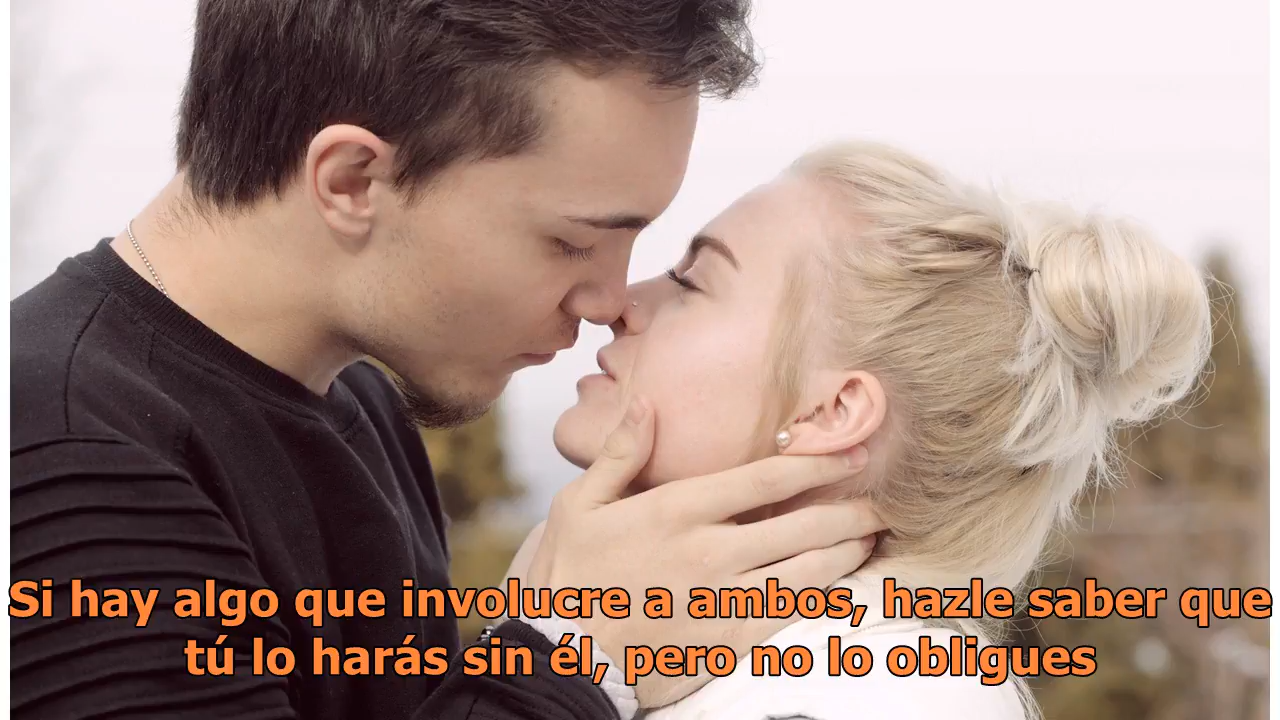 Si hay algo que involucre a ambos, hazle saber que
tú lo harás sin él, pero no lo obligues